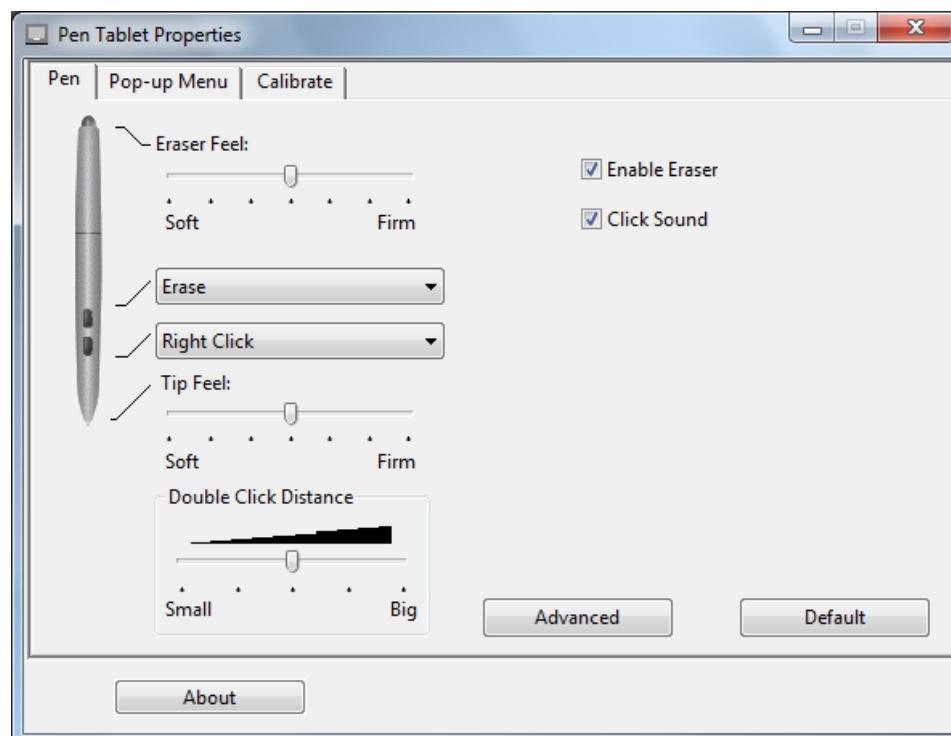 Pen Tablet Properties
Pen Pop-up Menu Calibrate
Eraser Feel:
Enable Eraser
Soft Firm
Click Sound
Erase
Right Click
Tip Feel:
Soft Firm
Double Click Distance
Small Big
Advanced Default
About